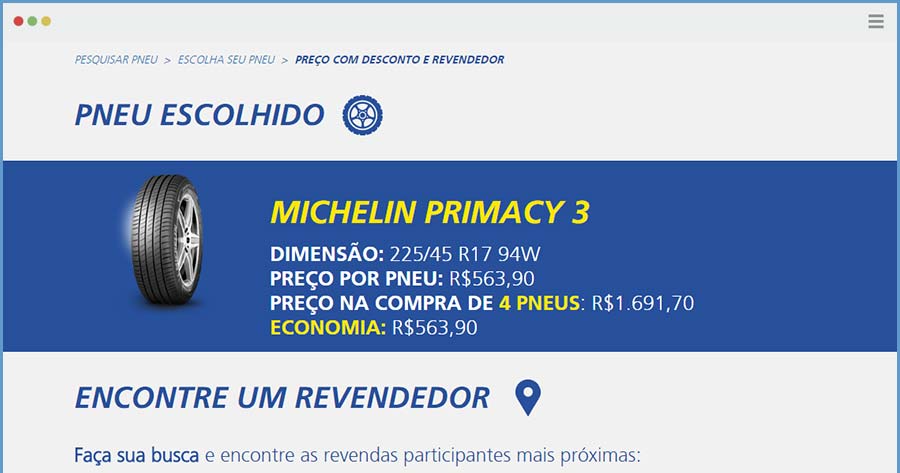 PESQUISAR PNEU > ESCOLHA SEU PNEU > PREÇO COM DESCONTO E REVENDEDOR
PNEU ESCOLHIDO
MICHELIN PRIMACY 3
DIMENSÃO: 225/45 R17 94W
PREÇO POR PNEU: R$563,90
PREÇO NA COMPRA DE 4 PNEUS: R$1.691,70
ECONOMIA: R$563,90
ENCONTRE UM REVENDEDOR
Faça sua busca e encontre as revendas participantes mais próximas: